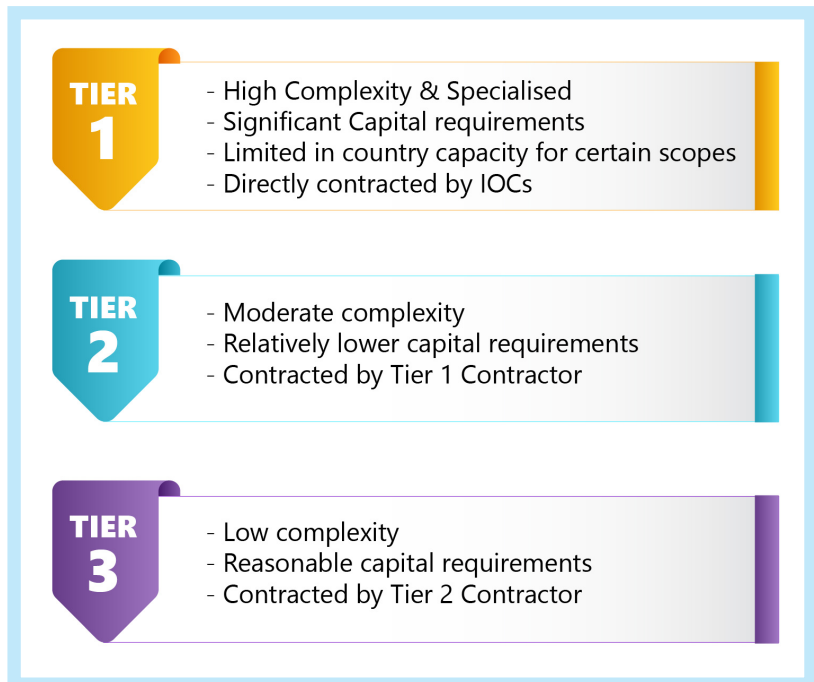 TIER
1
- High Complexity & Specialised
- Significant Capital requirements
- Limited in country capacity for certain scopes
- Directly contracted by IOCs
TIER
2
- Moderate complexity
- Relatively lower capital requirements
- Contracted by Tier 1 Contractor
TIER
3
- Low complexity
- Reasonable capital requirements
- Contracted by Tier 2 Contractor